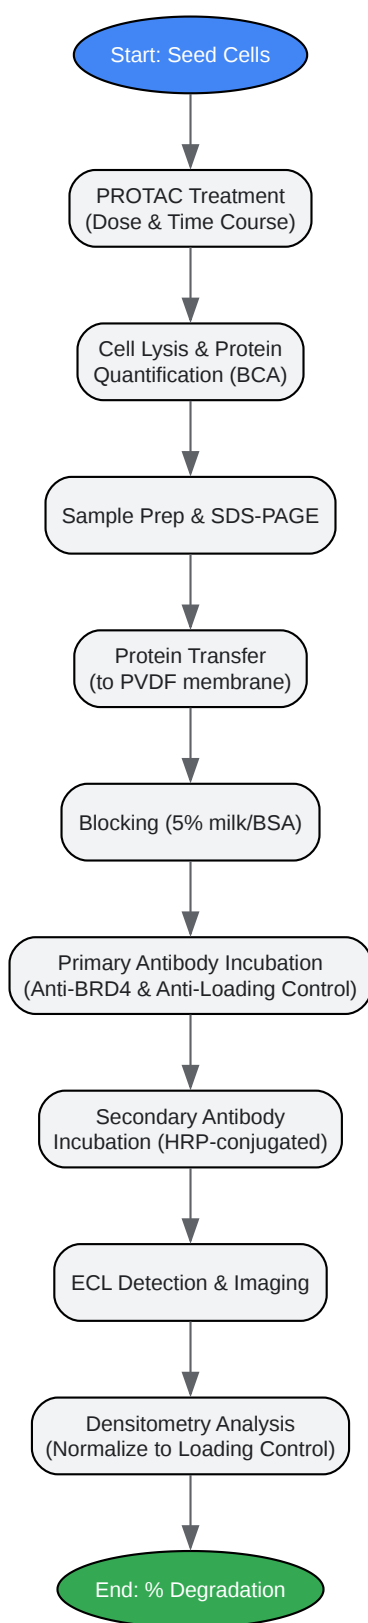 Start: Seed Cells
PROTAC Treatment
(Dose & Time Course)
Cell Lysis & Protein
Quantification (BCA)
Sample Prep & SDS-PAGE
Protein Transfer
(to PVDF membrane)
Blocking (5% milk/BSA)
Primary Antibody Incubation
(Anti-BRD4 & Anti-Loading Control)
Secondary Antibody
Incubation (HRP-conjugated)
ECL Detection & Imaging
Densitometry Analysis
(Normalize to Loading Control)
End: % Degradation